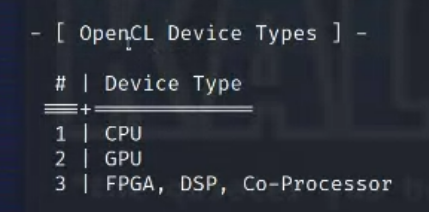 - [ OpenCL Device Types ] -
# | Device Type
===+================
1 | CPU
2 | GPU
3 | FPGA, DSP, Co-Processor